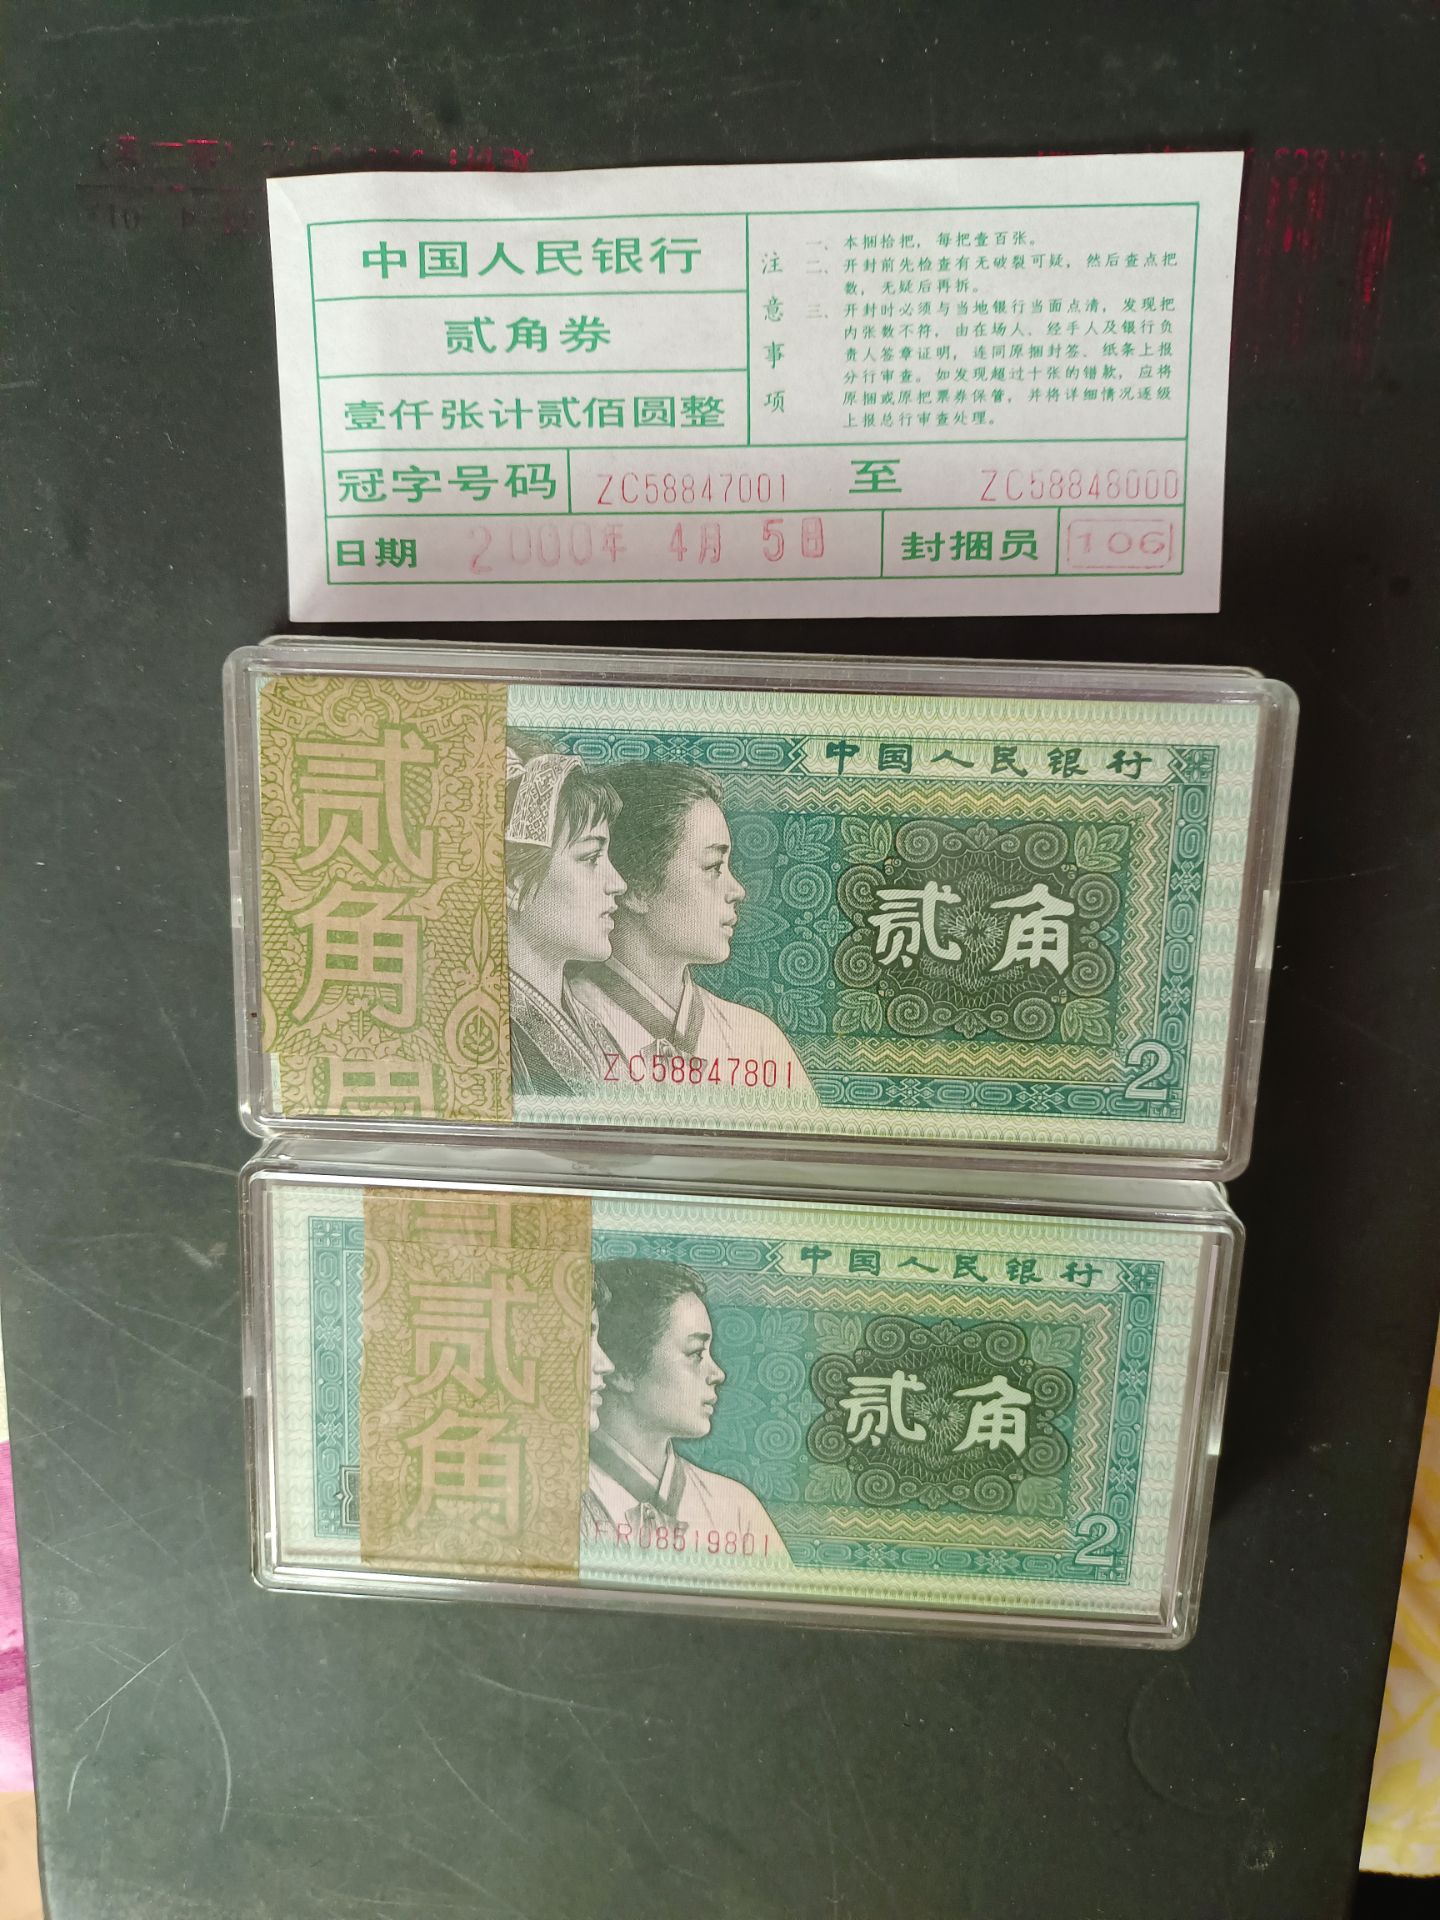 中国人民银行
贰角券
壹仟张计贰佰圆整
注意事项
一、本捆拾把，每把壹百张。
二、开封前先检查有无破裂可疑，然后查点把
数，无疑后再拆。
三、开封时必须与当地银行当面点清，发现把
内张数不符，由在场人、经手人及银行负
责人签章证明，连同原捆封签、纸条上报
分行审查。如发现超过十张的错款，应将
原捆或原把票券保管，并将详细情况逐级
上报总行审查处理。
冠字号码 ZC58847001 至 ZC58848000
日期 2000年 4月 5日 封捆员 106
贰角
中国人民银行
贰角
ZC58847801
2
贰角
中国人民银行
贰角
FR08519801
2